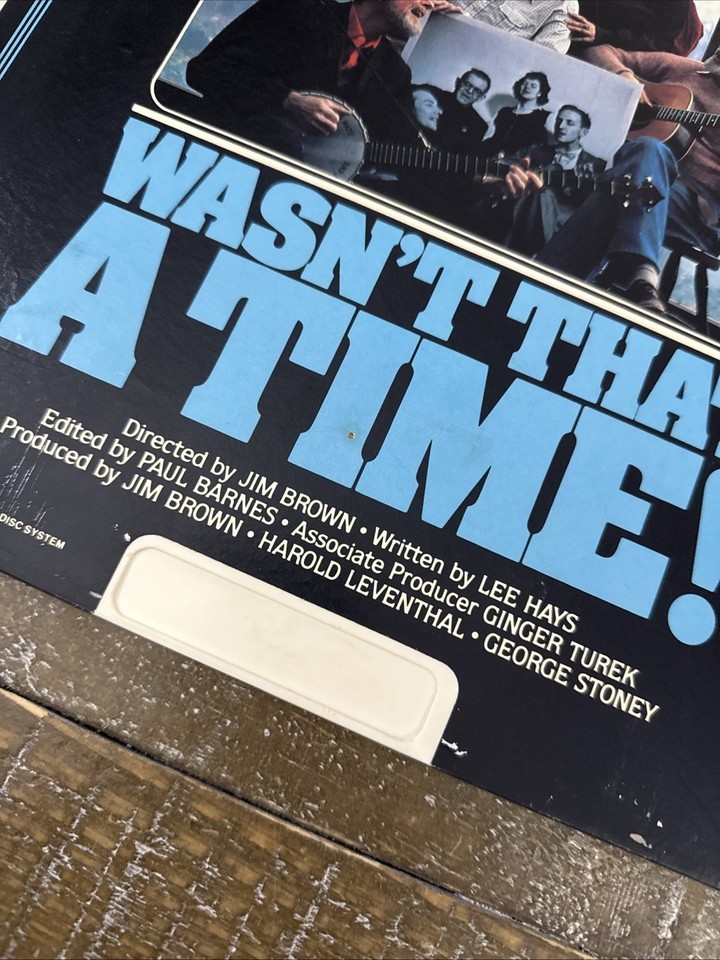 WASN'T THAT
A TIME!
Directed by JIM BROWN • Written by LEE HAYS
Edited by PAUL BARNES • Associate Producer GINGER TUREK
Produced by JIM BROWN • HAROLD LEVENTHAL • GEORGE STONEY
DISC SYSTEM